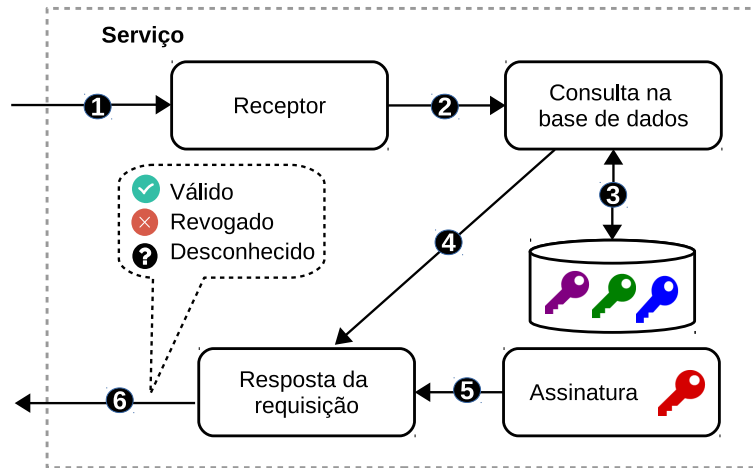 Serviço
1
Receptor
2
Consulta na
base de dados
3
Válido
Revogado
? Desconhecido
4
Resposta da
requisição
5
Assinatura
6